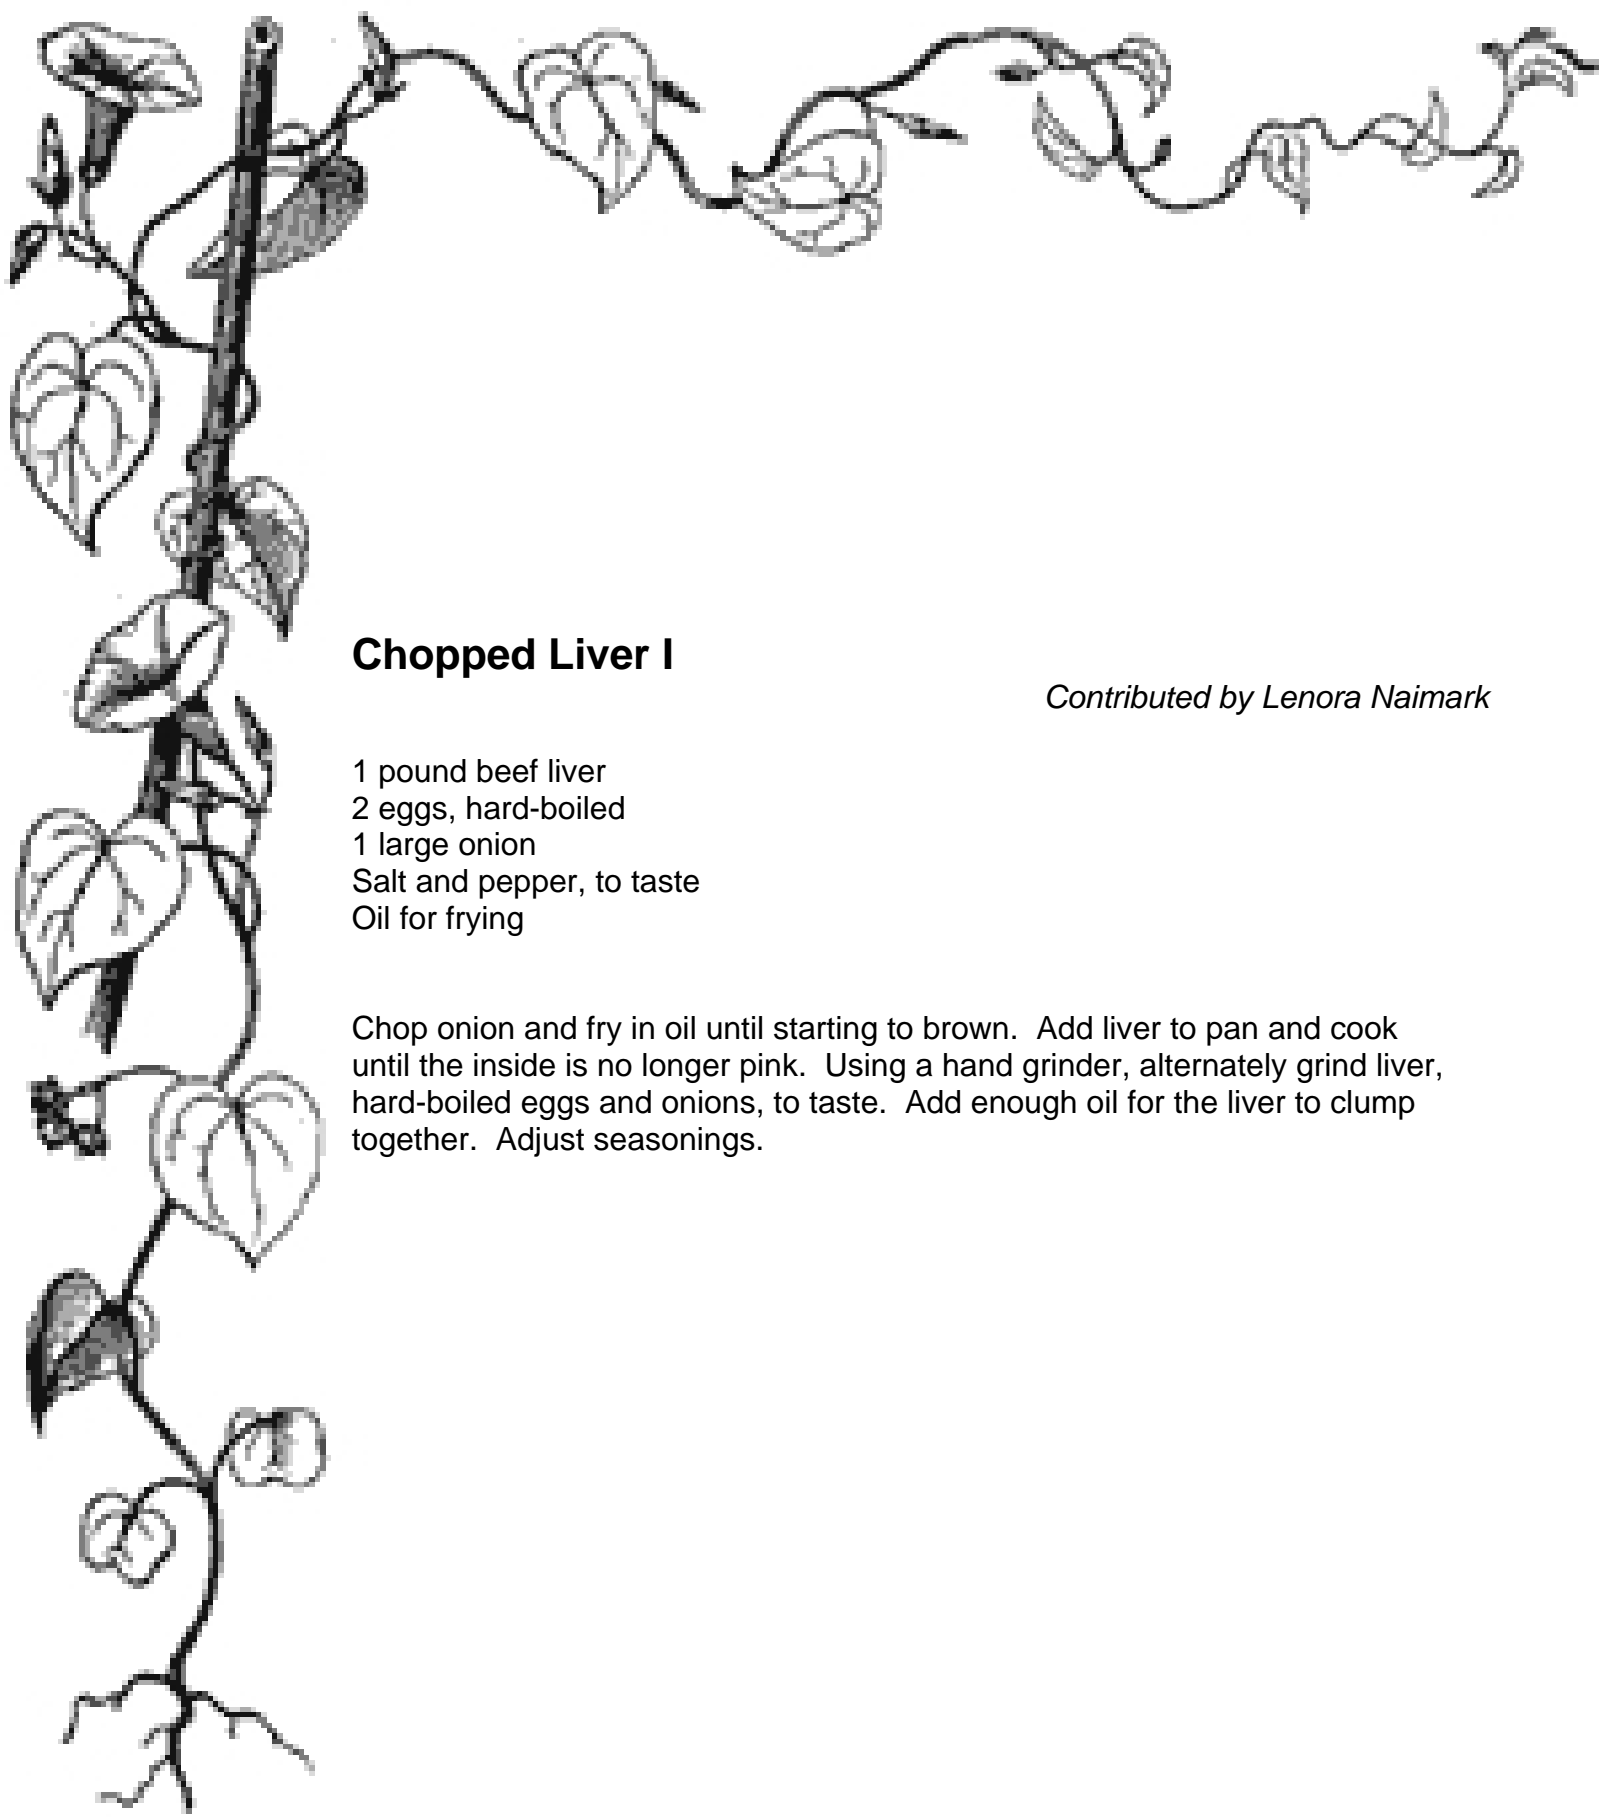 Chopped Liver I
Contributed by Lenora Naimark
1 pound beef liver
2 eggs, hard-boiled
1 large onion
Salt and pepper, to taste
Oil for frying
Chop onion and fry in oil until starting to brown.  Add liver to pan and cook
until the inside is no longer pink.  Using a hand grinder, alternately grind liver,
hard-boiled eggs and onions, to taste.  Add enough oil for the liver to clump
together.  Adjust seasonings.